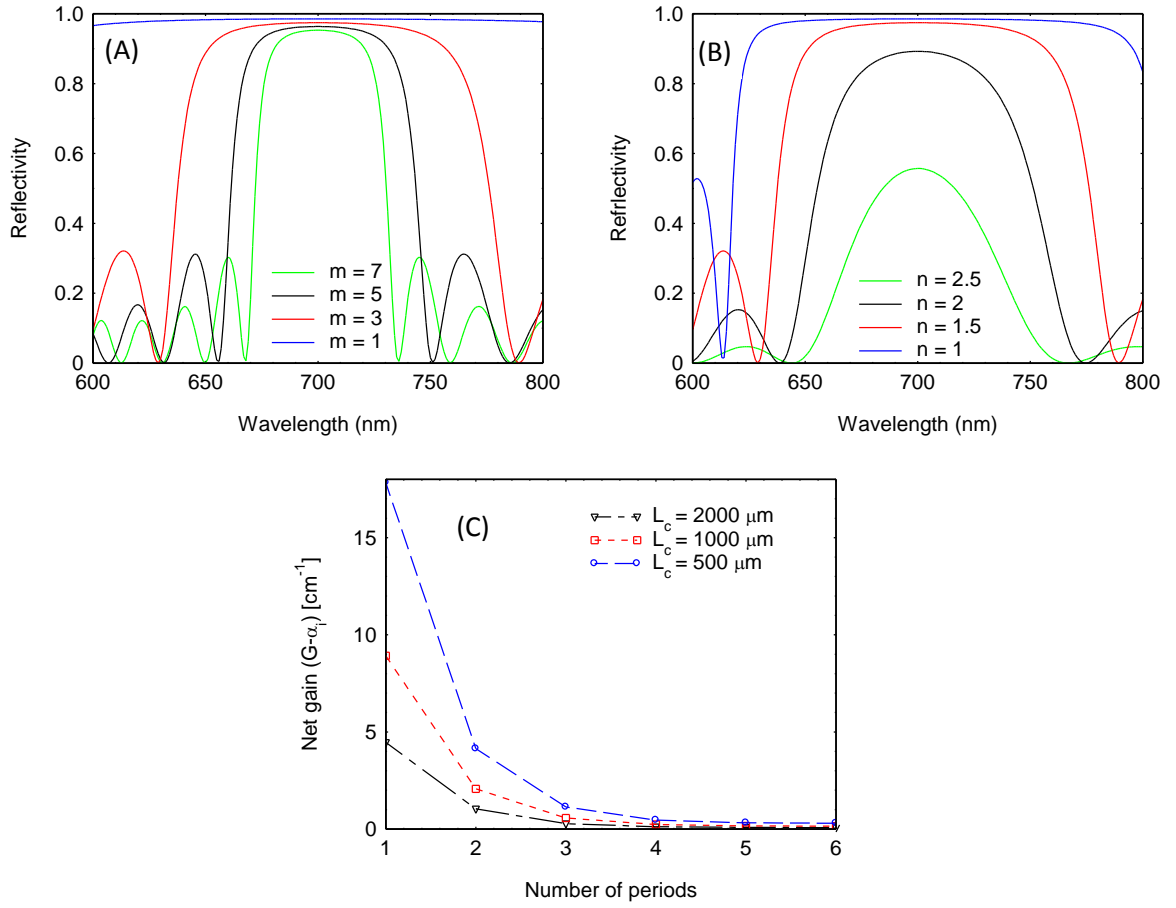 (A)
1.0
0.8
0.6
0.4
0.2
0
Reflectivity
m = 7
m = 5
m = 3
m = 1
600
650
700
750
800
Wavelength (nm)
(B)
1.0
0.8
0.6
0.4
0.2
0
Refrlectivity
n = 2.5
n = 2
n = 1.5
n = 1
600
650
700
750
800
Wavelength (nm)
(C)
15
10
5
0
Net gain (G-α_i) [cm^-1]
L_c = 2000 μm
L_c = 1000 μm
L_c = 500 μm
1
2
3
4
5
6
Number of periods